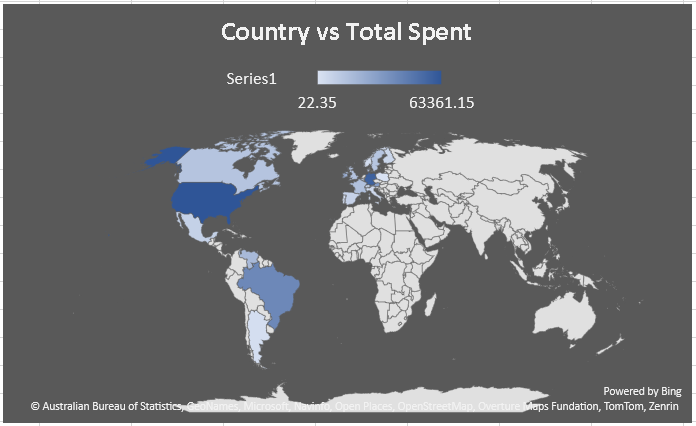 Country vs Total Spent
Series1
22.35 63361.15
Powered by Bing
© Australian Bureau of Statistics, GeoNames, Microsoft, Navinfo, Open Places, OpenStreetMap, Overture Maps Fundation, TomTom, Zenrin